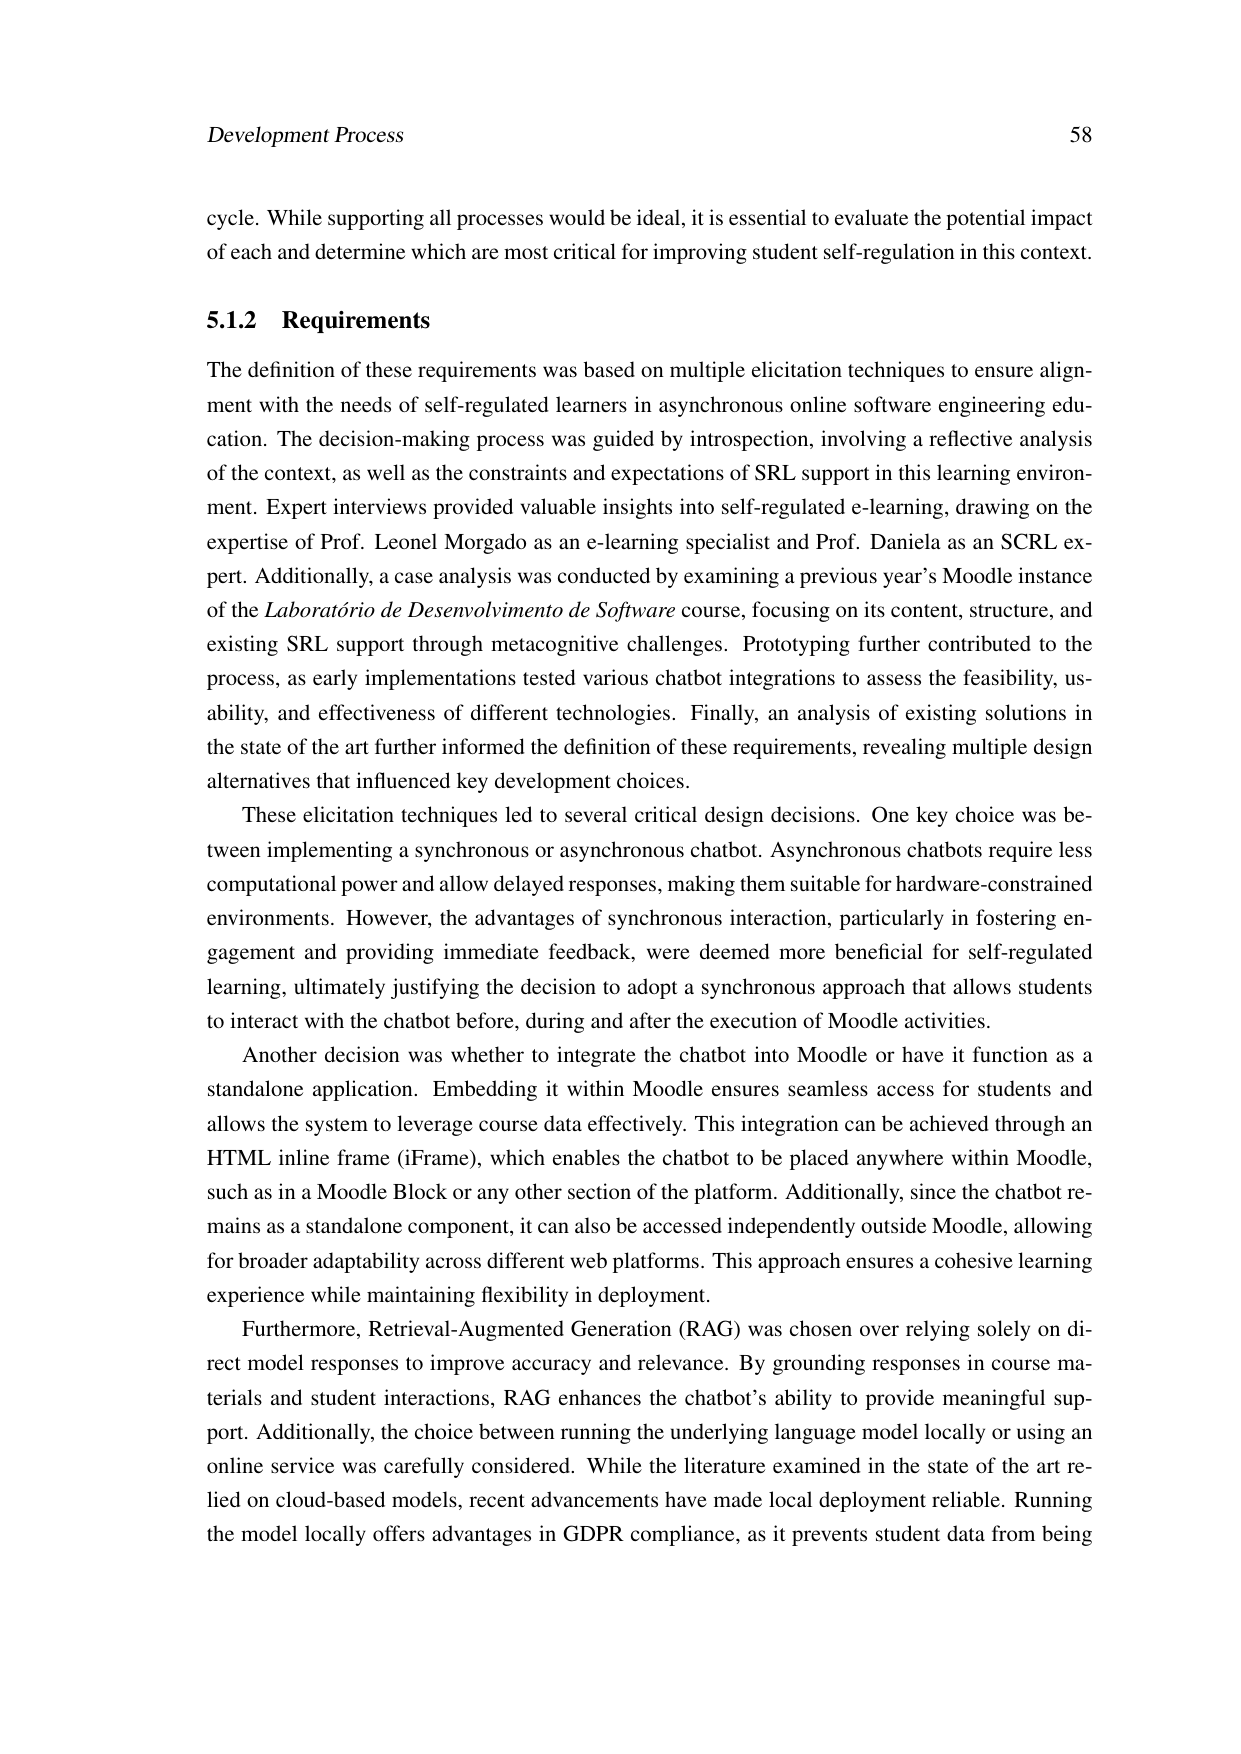 Development Process 58
cycle. While supporting all processes would be ideal, it is essential to evaluate the potential impact
of each and determine which are most critical for improving student self-regulation in this context.
5.1.2 Requirements
The definition of these requirements was based on multiple elicitation techniques to ensure align-
ment with the needs of self-regulated learners in asynchronous online software engineering edu-
cation. The decision-making process was guided by introspection, involving a reflective analysis
of the context, as well as the constraints and expectations of SRL support in this learning environ-
ment. Expert interviews provided valuable insights into self-regulated e-learning, drawing on the
expertise of Prof. Leonel Morgado as an e-learning specialist and Prof. Daniela as an SCRL ex-
pert. Additionally, a case analysis was conducted by examining a previous year's Moodle instance
of the Laboratório de Desenvolvimento de Software course, focusing on its content, structure, and
existing SRL support through metacognitive challenges. Prototyping further contributed to the
process, as early implementations tested various chatbot integrations to assess the feasibility, us-
ability, and effectiveness of different technologies. Finally, an analysis of existing solutions in
the state of the art further informed the definition of these requirements, revealing multiple design
alternatives that influenced key development choices.
These elicitation techniques led to several critical design decisions. One key choice was be-
tween implementing a synchronous or asynchronous chatbot. Asynchronous chatbots require less
computational power and allow delayed responses, making them suitable for hardware-constrained
environments. However, the advantages of synchronous interaction, particularly in fostering en-
gagement and providing immediate feedback, were deemed more beneficial for self-regulated
learning, ultimately justifying the decision to adopt a synchronous approach that allows students
to interact with the chatbot before, during and after the execution of Moodle activities.
Another decision was whether to integrate the chatbot into Moodle or have it function as a
standalone application. Embedding it within Moodle ensures seamless access for students and
allows the system to leverage course data effectively. This integration can be achieved through an
HTML inline frame (iFrame), which enables the chatbot to be placed anywhere within Moodle,
such as in a Moodle Block or any other section of the platform. Additionally, since the chatbot re-
mains as a standalone component, it can also be accessed independently outside Moodle, allowing
for broader adaptability across different web platforms. This approach ensures a cohesive learning
experience while maintaining flexibility in deployment.
Furthermore, Retrieval-Augmented Generation (RAG) was chosen over relying solely on di-
rect model responses to improve accuracy and relevance. By grounding responses in course ma-
terials and student interactions, RAG enhances the chatbot's ability to provide meaningful sup-
port. Additionally, the choice between running the underlying language model locally or using an
online service was carefully considered. While the literature examined in the state of the art re-
lied on cloud-based models, recent advancements have made local deployment reliable. Running
the model locally offers advantages in GDPR compliance, as it prevents student data from being